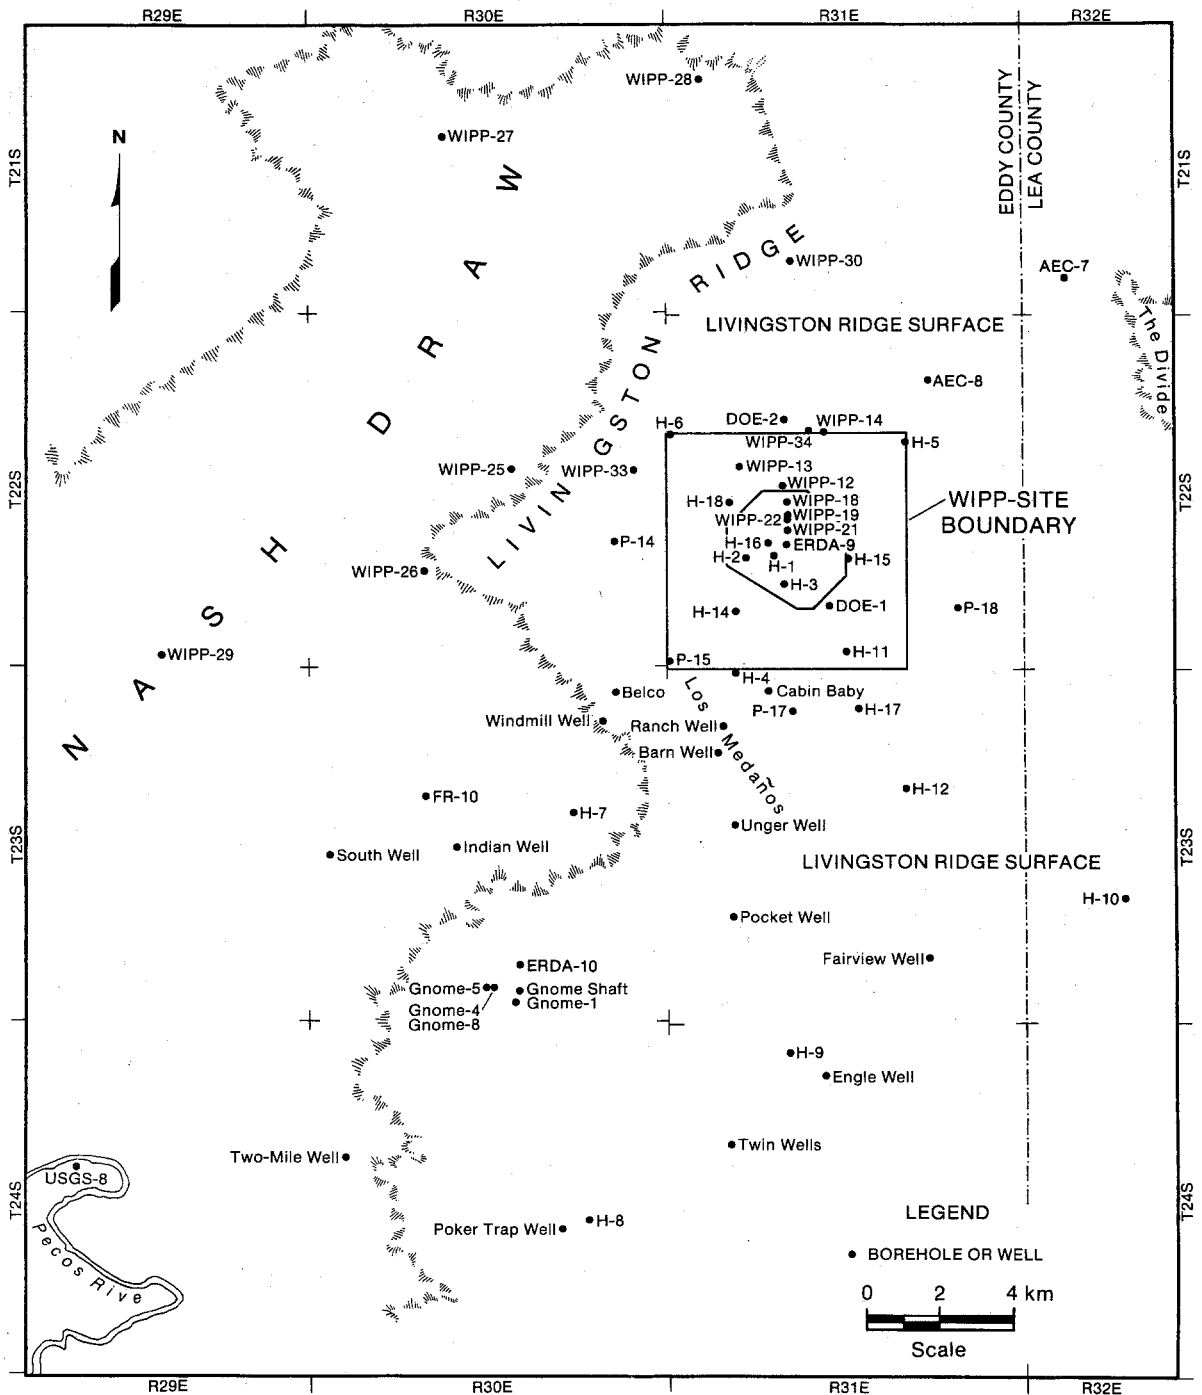 R29E
R30E
R31E
R32E
WIPP-28
EDDY COUNTY
LEA COUNTY
N
WIPP-27
T21S
T21S
NASH DRAW
LIVINGSTON RIDGE
WIPP-30
AEC-7
LIVINGSTON RIDGE SURFACE
The Divide
AEC-8
H-6
DOE-2
WIPP-14
WIPP-34
H-5
WIPP-25
WIPP-33
WIPP-13
WIPP-12
T22S
T22S
H-18
WIPP-18
WIPP-19
WIPP-22
WIPP-21
WIPP-SITE
BOUNDARY
P-14
H-16
ERDA-9
H-2
H-1
H-15
WIPP-26
H-3
H-14
DOE-1
P-18
WIPP-29
P-15
H-11
H-4
Los Medaños
Belco
Cabin Baby
P-17
H-17
Windmill Well
Ranch Well
Barn Well
FR-10
H-7
H-12
Unger Well
T23S
T23S
South Well
Indian Well
LIVINGSTON RIDGE SURFACE
H-10
Pocket Well
Fairview Well
ERDA-10
Gnome-5
Gnome Shaft
Gnome-4
Gnome-1
Gnome-8
H-9
Engle Well
Twin Wells
Two-Mile Well
USGS-8
T24S
T24S
Pecos Rive
Poker Trap Well
H-8
LEGEND
BOREHOLE OR WELL
0 2 4 km
Scale
R29E
R30E
R31E
R32E